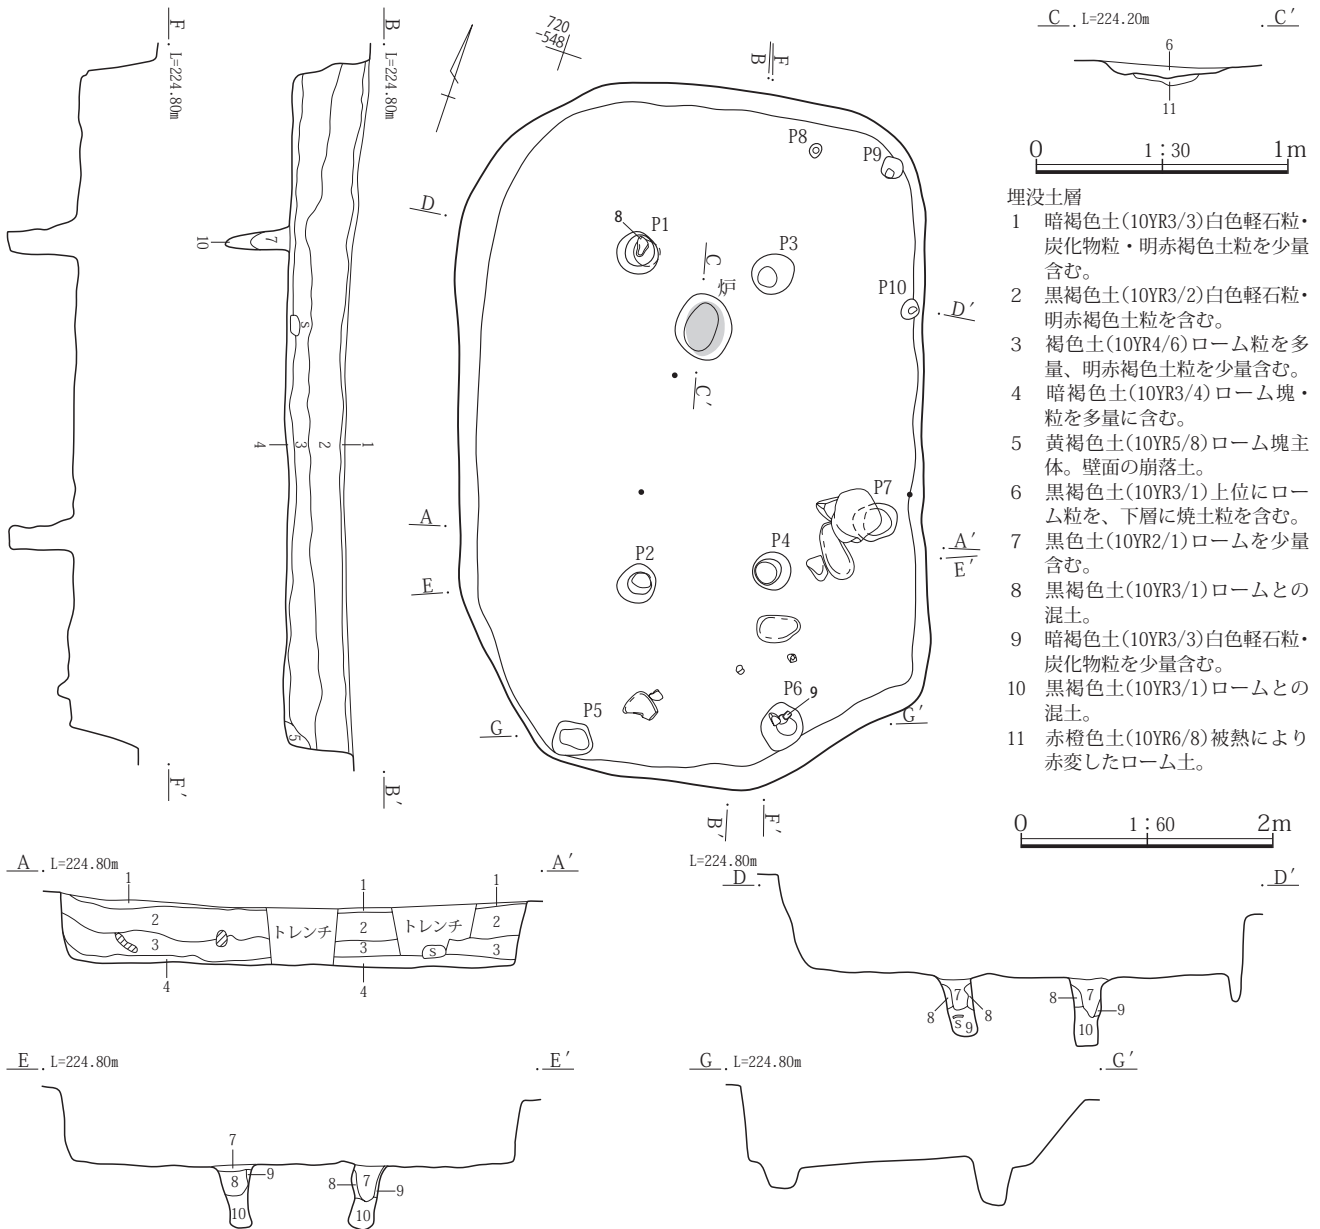 F
L=224.80m
F′
B
L=224.80m
10
7
S
4
3
2
1
5
B′
720
-548
F
B
P8
P9
D
8
P1
P3
C
炉
P10
D′
C′
P7
A
A′
P2
P4
E
E′
P5
P6
9
G
G′
B′
F′
C
L=224.20m
C′
6
11
0
1:30
1m
埋没土層
1 暗褐色土(10YR3/3)白色軽石粒・
炭化物粒・明赤褐色土粒を少量
含む。
2 黒褐色土(10YR3/2)白色軽石粒・
明赤褐色土粒を含む。
3 褐色土(10YR4/6)ローム粒を多
量、明赤褐色土粒を少量含む。
4 暗褐色土(10YR3/4)ローム塊・
粒を多量に含む。
5 黄褐色土(10YR5/8)ローム塊主
体。壁面の崩落土。
6 黒褐色土(10YR3/1)上位にロー
ム粒を、下層に焼土粒を含む。
7 黒色土(10YR2/1)ロームを少量
含む。
8 黒褐色土(10YR3/1)ロームとの
混土。
9 暗褐色土(10YR3/3)白色軽石粒・
炭化物粒を少量含む。
10 黒褐色土(10YR3/1)ロームとの
混土。
11 赤橙色土(10YR6/8)被熱により
赤変したローム土。
0
1:60
2m
A
L=224.80m
A′
1
1
1
2
トレンチ
2
トレンチ
2
3
3
S
3
4
4
L=224.80m
D
D′
7
8
8
S
9
7
8
9
10
E
L=224.80m
E′
7
8
9
10
7
8
9
10
G
L=224.80m
G′